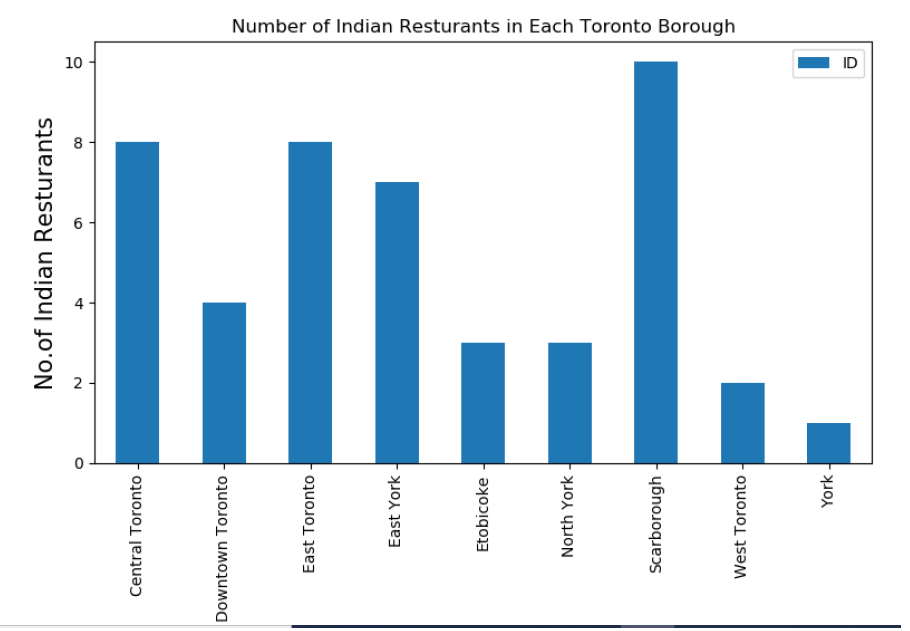 Number of Indian Resturants in Each Toronto Borough
ID
No.of Indian Resturants
10
8
6
4
2
0
Central Toronto
Downtown Toronto
East Toronto
East York
Etobicoke
North York
Scarborough
West Toronto
York